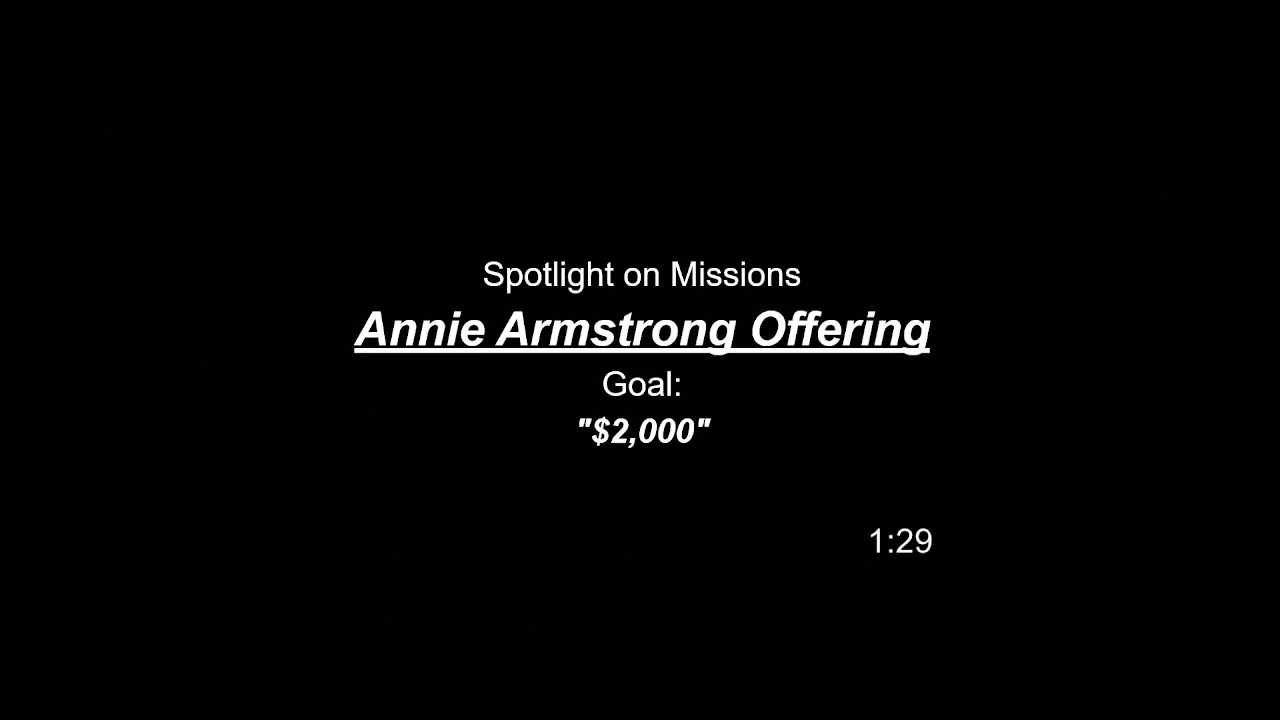 Spotlight on Missions
Annie Armstrong Offering
Goal:
"$2,000"
1:29